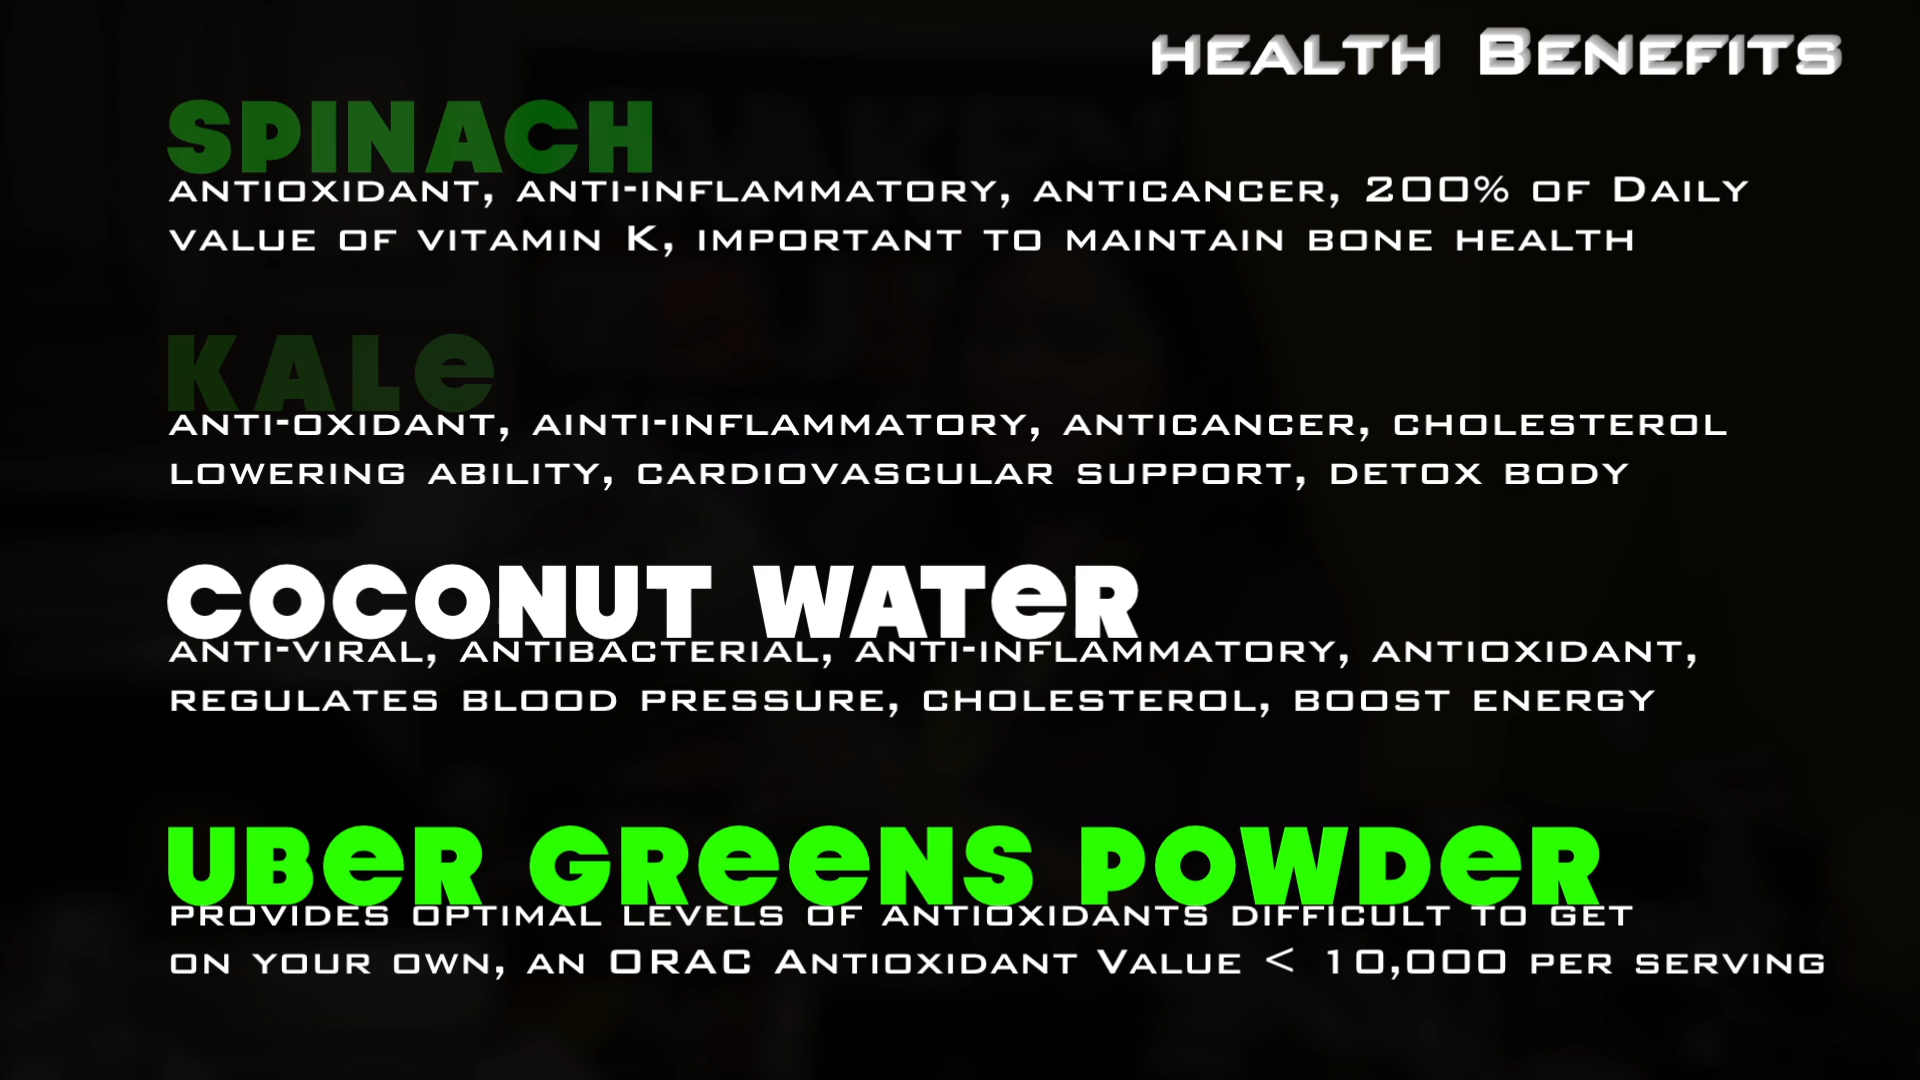 Health Benefits
SPINACH
antioxidant, anti-inflammatory, anticancer, 200% of Daily
value of vitamin K, important to maintain bone health
KALE
anti-oxidant, ainti-inflammatory, anticancer, cholesterol
lowering ability, cardiovascular support, detox body
COCONUT WATER
anti-viral, antibacterial, anti-inflammatory, antioxidant,
regulates blood pressure, cholesterol, boost energy
UBER GREENS POWDER
provides optimal levels of antioxidants difficult to get
on your own, an ORAC Antioxidant Value < 10,000 per serving